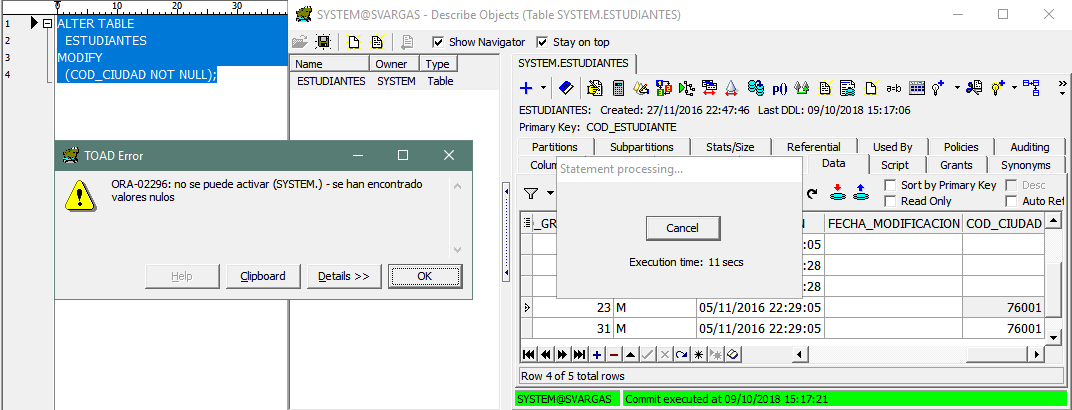 0 10 20 30
1 ALTER TABLE
2 ESTUDIANTES
3 MODIFY
4 (COD_CIUDAD NOT NULL);
TOAD Error
ORA-02296: no se puede activar (SYSTEM.) - se han encontrado
valores nulos
Help Clipboard Details >> OK
SYSTEM@SVARGAS - Describe Objects (Table SYSTEM.ESTUDIANTES)
Show Navigator Stay on top
Name Owner Type
ESTUDIANTES SYSTEM Table
SYSTEM.ESTUDIANTES
p() a=b
ESTUDIANTES: Created: 27/11/2016 22:47:46 Last DDL: 09/10/2018 15:17:06
Primary Key: COD_ESTUDIANTE
Partitions Subpartitions Stats/Size Referential Used By Policies Auditing
Data Script Grants Synonyms
Statement processing...
Cancel
Execution time: 11 secs
Sort by Primary Key Desc
Read Only
FECHA_MODIFICACION COD_CIUDAD
:05
:28
:28
23 M 05/11/2016 22:29:05 76001
31 M 05/11/2016 22:29:05 76001
Row 4 of 5 total rows
SYSTEM@SVARGAS Commit executed at 09/10/2018 15:17:21